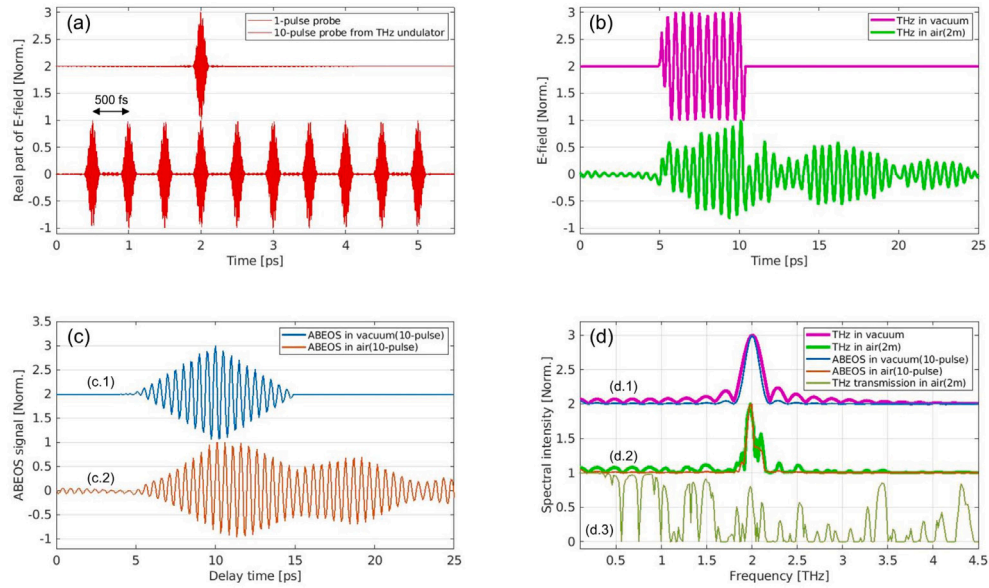 (a)
1-pulse probe
10-pulse probe from THz undulator
500 fs
Real part of E-field [Norm.]
3
2.5
2
1.5
1
0.5
0
-0.5
-1
0 1 2 3 4 5
Time [ps]
(b)
THz in vacuum
THz in air(2m)
E-field [Norm.]
3
2.5
2
1.5
1
0.5
0
-0.5
-1
0 5 10 15 20 25
Time [ps]
(c)
ABEOS in vacuum(10-pulse)
ABEOS in air(10-pulse)
(c.1)
(c.2)
ABEOS signal [Norm.]
3.5
3
2.5
2
1.5
1
0.5
0
-0.5
-1
0 5 10 15 20 25
Delay time [ps]
(d)
THz in vacuum
THz in air(2m)
ABEOS in vacuum(10-pulse)
ABEOS in air(10-pulse)
THz transmission in air(2m)
(d.1)
(d.2)
(d.3)
Spectral intensity [Norm.]
3
2.5
2
1.5
1
0.5
0
0.5 1 1.5 2 2.5 3 3.5 4 4.5
Frequency [THz]